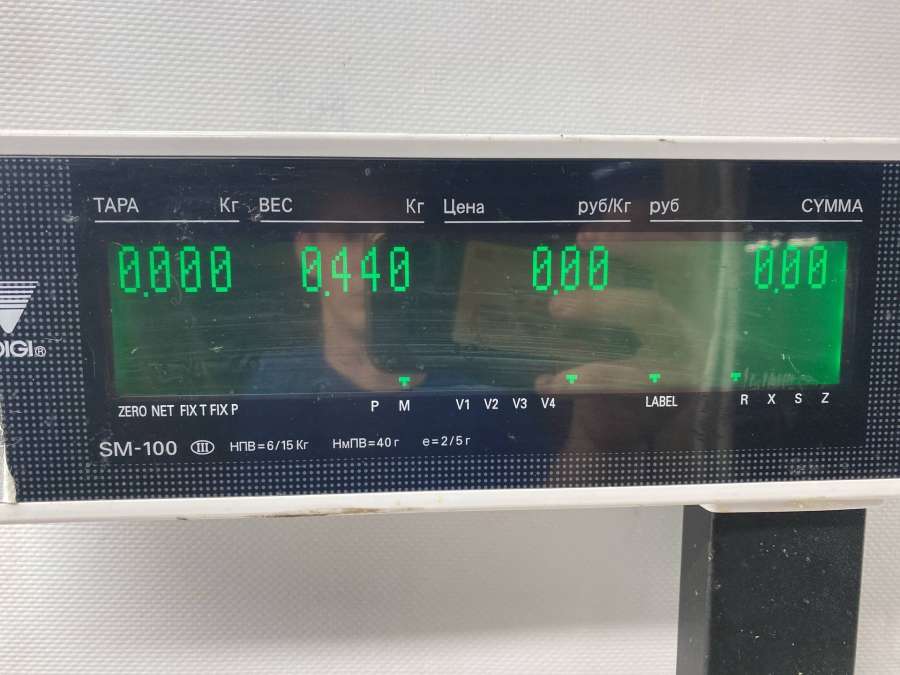 ТАРА Кг ВЕС Кг Цена руб/Кг руб СУММА
0.000 0.440 0.00 0.00
DIGI®
ZERO NET FIX T FIX P P M V1 V2 V3 V4 LABEL R X S Z
SM-100 III НПВ=6/15 Кг НмПВ=40 г e=2/5 г